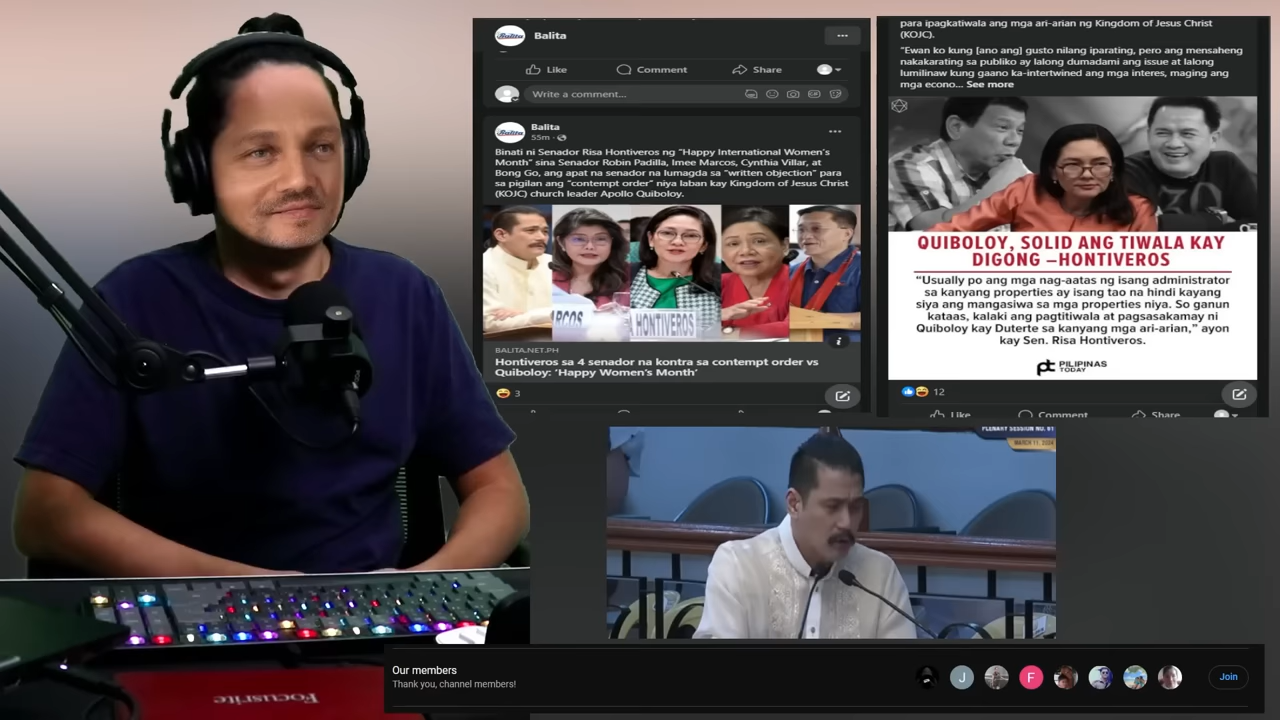 Balita
Balita
Like
Comment
Share
Write a comment...
Balita
Balita
55m
Binati ni Senador Risa Hontiveros ng “Happy International Women’s
Month” sina Senador Robin Padilla, Imee Marcos, Cynthia Villar, at
Bong Go, ang apat na senador na lumagda sa “written objection” para
sa pigilan ang “contempt order” niya laban kay Kingdom of Jesus Christ
(KOJC) church leader Apollo Quiboloy.
HONTIVEROS
BALITA.NET.PH
Hontiveros sa 4 senador na kontra sa contempt order vs
Quiboloy: ‘Happy Women’s Month’
3
para ipagkatiwala ang mga ari-arian ng Kingdom of Jesus Christ
(KOJC).
“Ewan ko kung [ano ang] gusto nilang iparating, pero ang mensaheng
nakakarating sa publiko ay lalong dumadami ang issue at lalong
lumilinaw kung gaano ka-intertwined ang mga interes, maging ang
mga econo... See more
QUIBOLOY, SOLID ANG TIWALA KAY
DIGONG –HONTIVEROS
“Usually po ang mga nag-aatas ng isang administrator
sa kanyang properties ay isang tao na hindi kayang
siya ang mangasiwa sa mga properties niya. So ganun
kataas, kalaki ang pagtitiwala at pagsasakamay ni
Quiboloy kay Duterte sa kanyang mga ari-arian,” ayon
kay Sen. Risa Hontiveros.
pt PILIPINAS
TODAY
12
Like
Comment
Share
PLENARY SESSION NO. 61
MARCH 11, 2024
Our members
Thank you, channel members!
J
F
Join
Focusrite